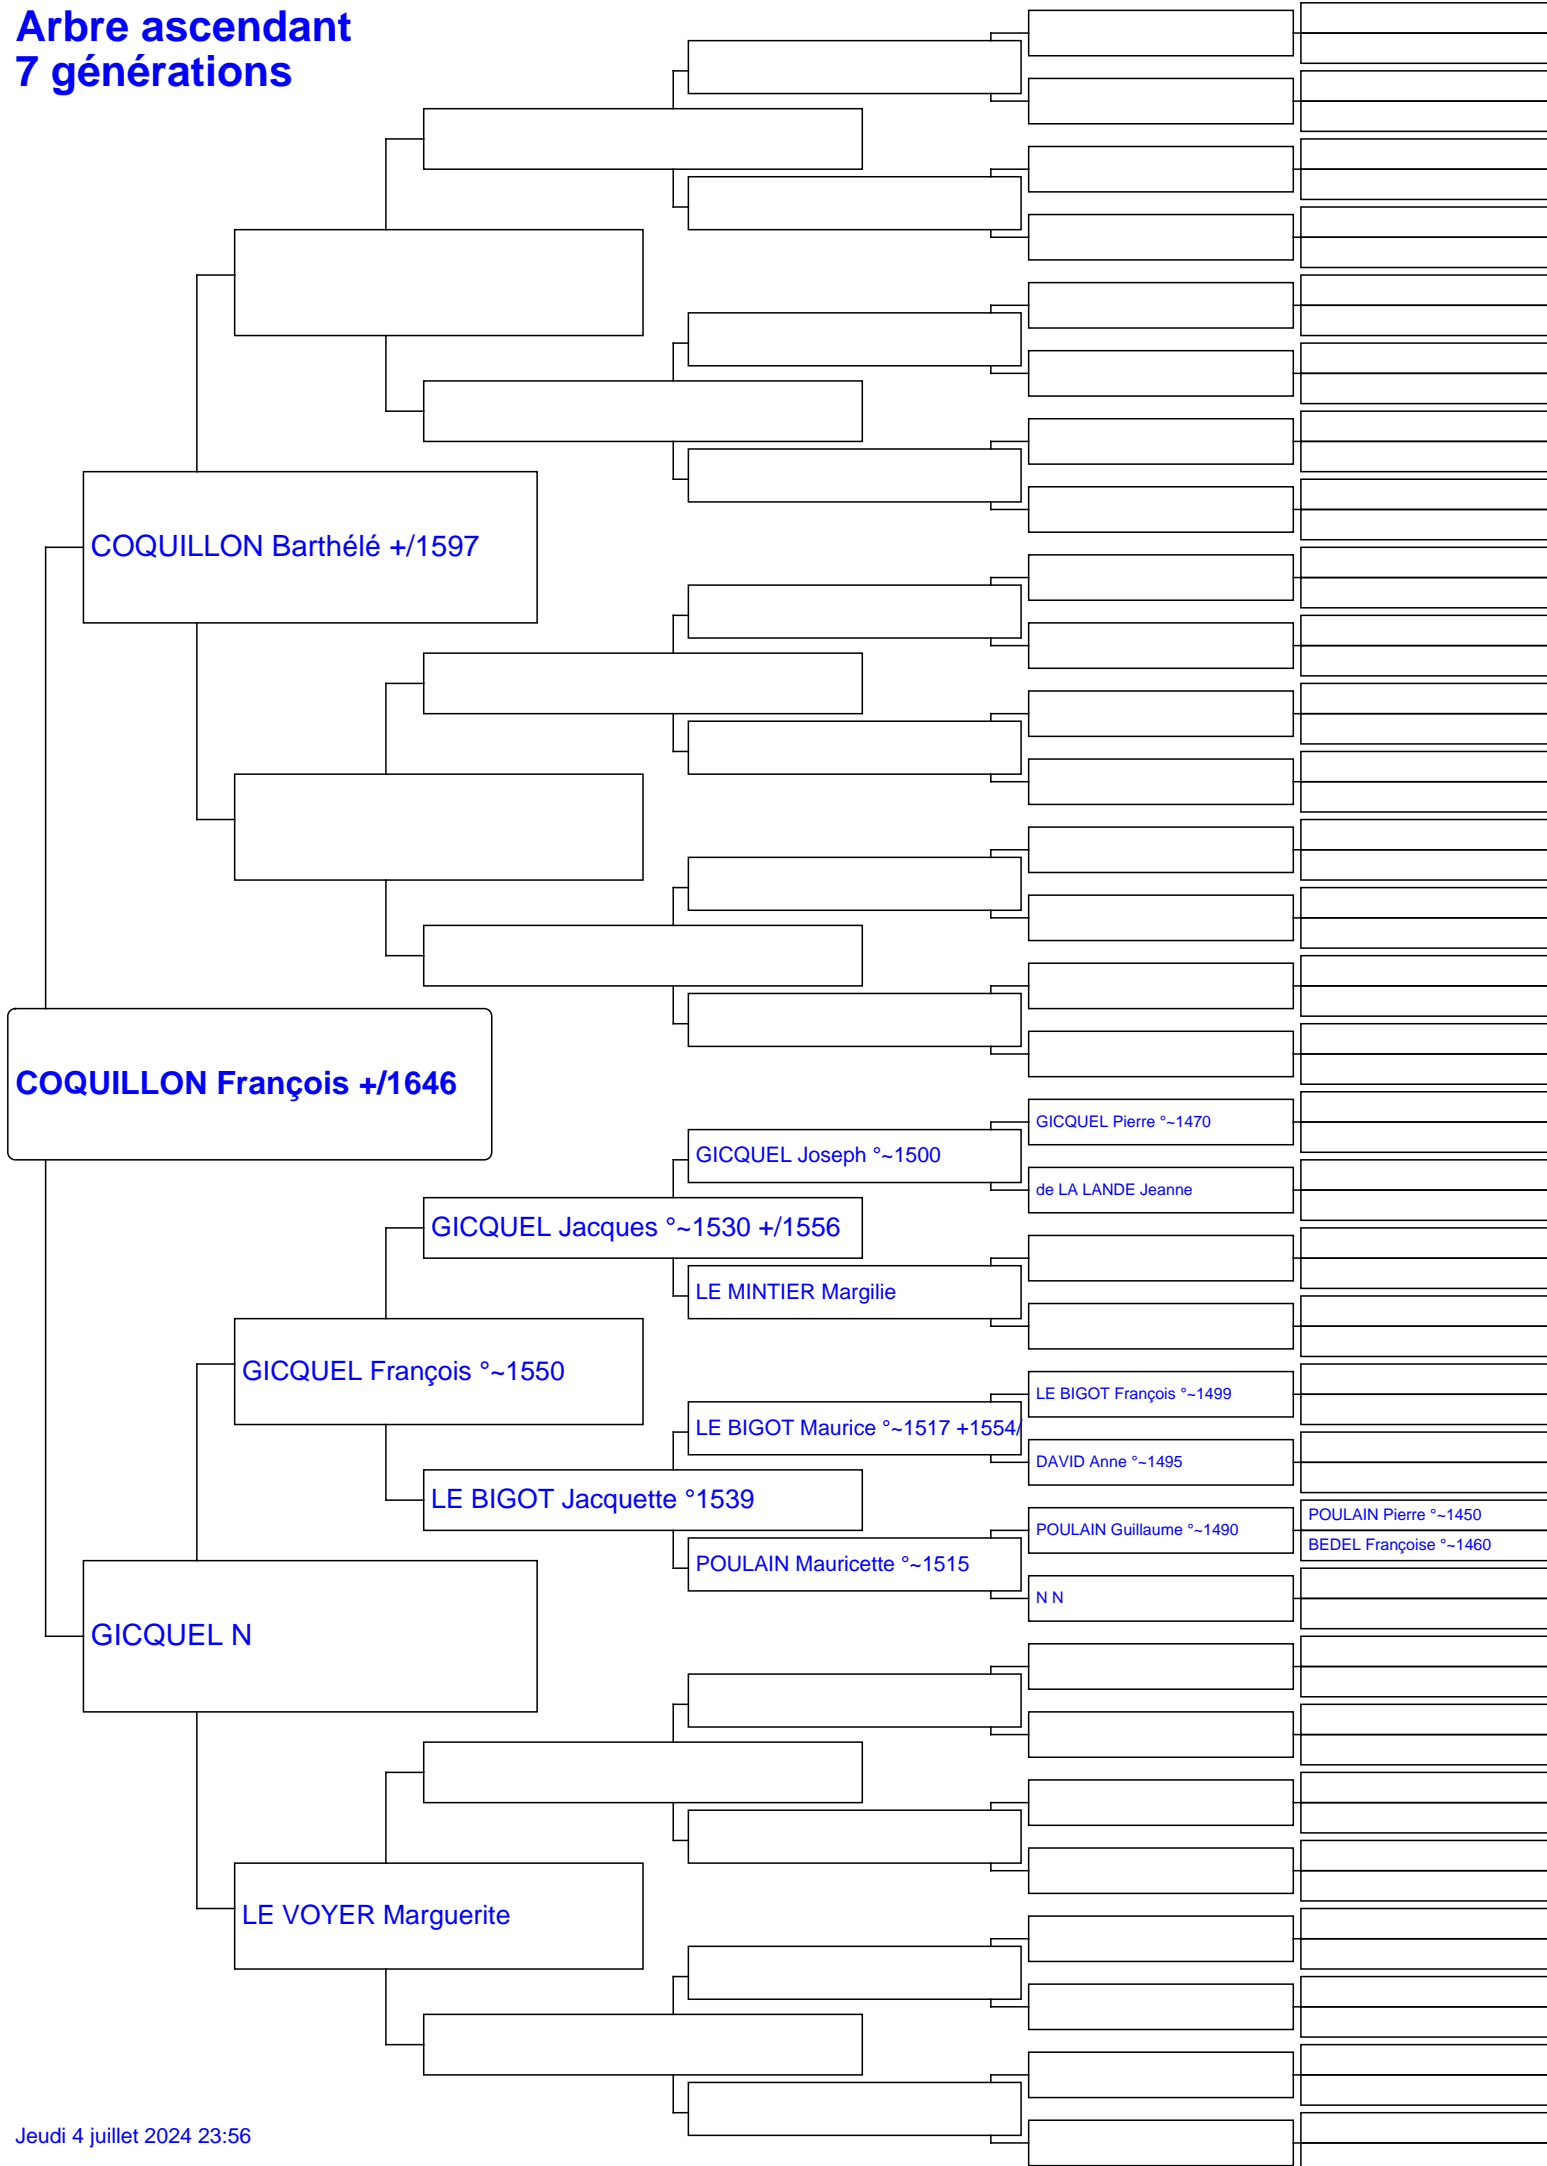 Arbre ascendant
7 générations
COQUILLON Barthélé +/1597
COQUILLON François +/1646
GICQUEL Pierre °~1470
GICQUEL Joseph °~1500
de LA LANDE Jeanne
GICQUEL Jacques °~1530 +/1556
LE MINTIER Margilie
GICQUEL François °~1550
LE BIGOT François °~1499
LE BIGOT Maurice °~1517 +1554/
DAVID Anne °~1495
LE BIGOT Jacquette °1539
POULAIN Pierre °~1450
POULAIN Guillaume °~1490
BEDEL Françoise °~1460
POULAIN Mauricette °~1515
N N
GICQUEL N
LE VOYER Marguerite
Jeudi 4 juillet 2024 23:56